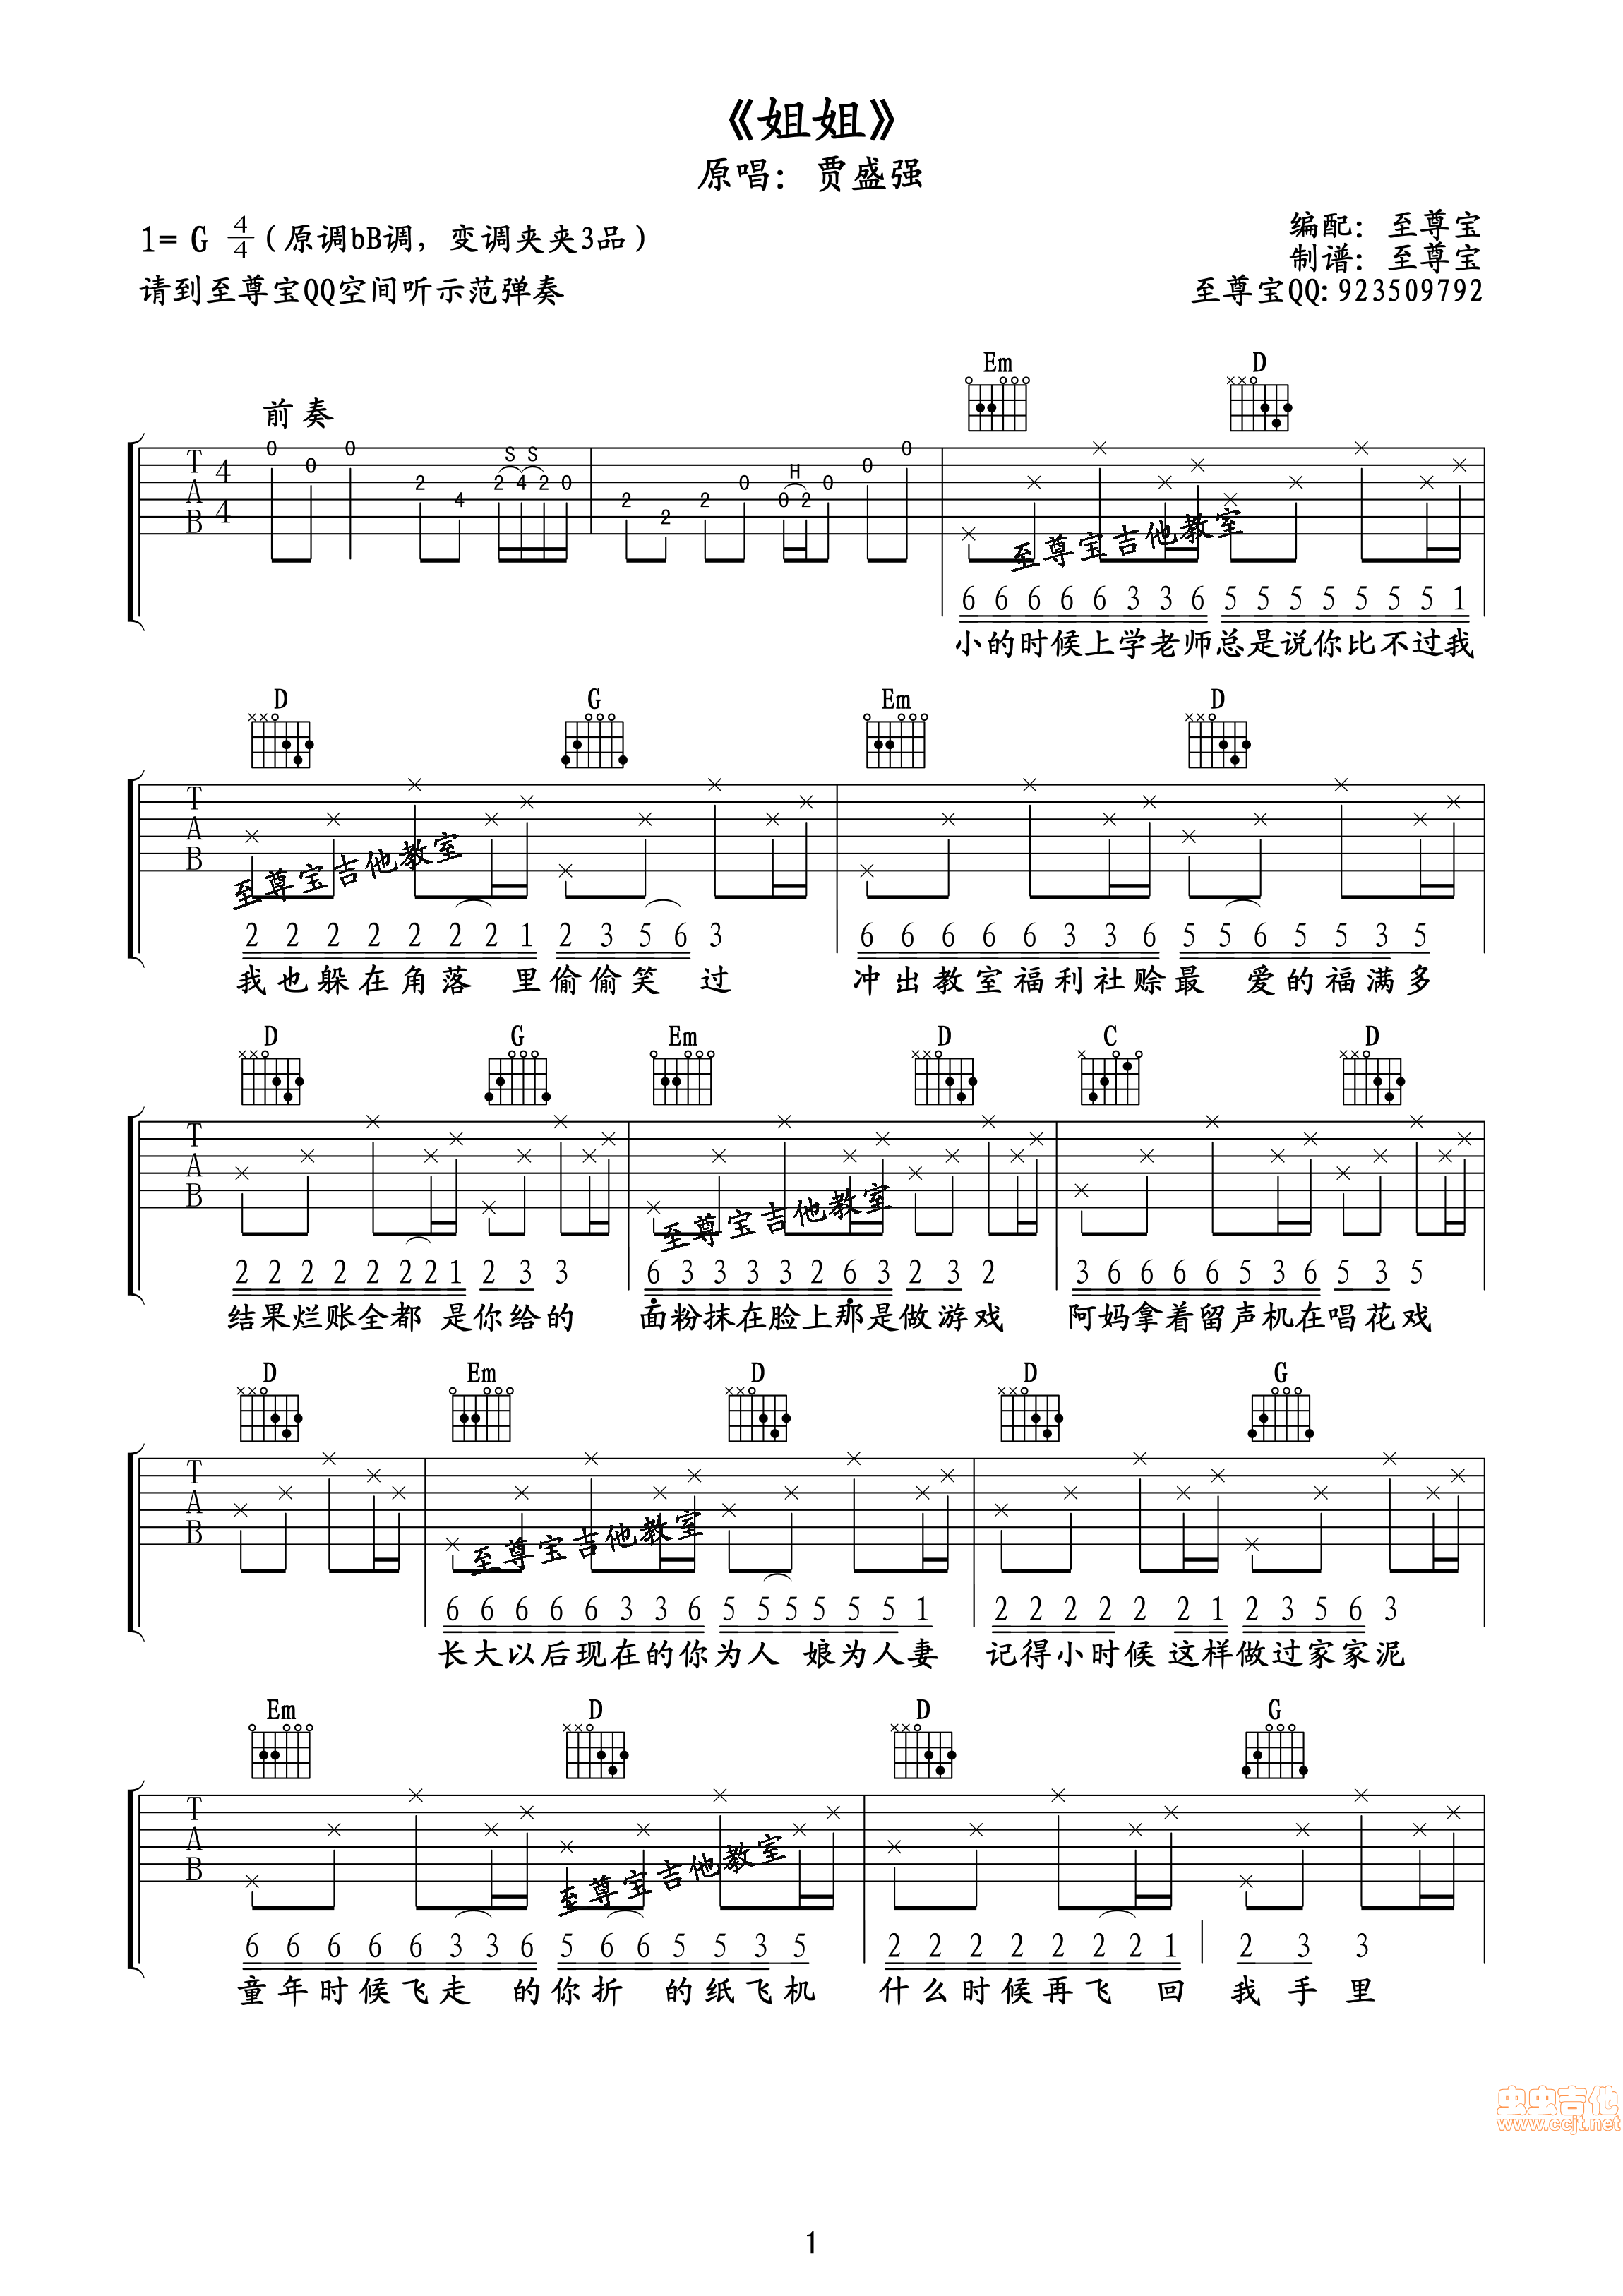 《姐姐》
原唱：贾盛强
1= G 4/4（原调bB调，变调夹夹3品）
编配：至尊宝
制谱：至尊宝
请到至尊宝QQ空间听示范弹奏
至尊宝QQ:923509792
Em D
前奏
0 0 0 2 4 2 S 4 S 2 0 2 2 2 0 0 H 2 0 0 0
T A B 4 4
至尊宝吉他教室
6 6 6 6 6 3 3 6 5 5 5 5 5 5 5 1
小的时候上学老师总是说你比不过我
D G Em D
T A B
至尊宝吉他教室
2 2 2 2 2 2 2 1 2 3 5 6 3 6 6 6 6 6 3 3 6 5 5 6 5 5 3 5
我也躲在角落 里偷偷笑 过 冲出教室福利社赊最 爱的福满多
D G Em D C D
T A B
至尊宝吉他教室
2 2 2 2 2 2 2 1 2 3 3 6 3 3 3 3 2 6 3 2 3 2 3 6 6 6 6 5 3 6 5 3 5
结果烂账全都 是你给的 面粉抹在脸上那是做游戏 阿妈拿着留声机在唱花戏
D Em D D G
T A B
至尊宝吉他教室
6 6 6 6 6 3 3 6 5 5 5 5 5 5 1 2 2 2 2 2 2 1 2 3 5 6 3
长大以后现在的你为人 娘为人妻 记得小时候 这样做过家家泥
Em D D G
T A B
至尊宝吉他教室
6 6 6 6 6 3 3 6 5 6 6 5 5 3 5 2 2 2 2 2 2 2 1 2 3 3
童年时候飞走 的你折 的纸飞机 什么时候再飞 回 我手里
虫虫吉他
www.ccjt.net
1